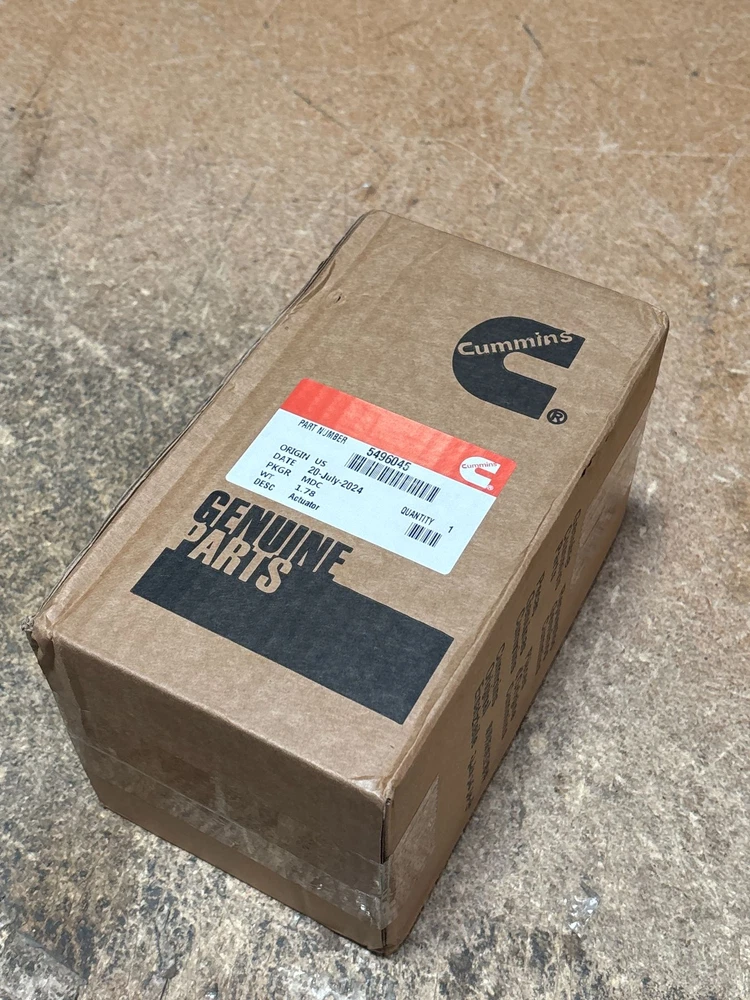 Cummins
®
PART NUMBER 5496045
Cummins
ORIGIN US
DATE 20-July-2024
PKGR MDC
WT 1.78
DESC Actuator
QUANTITY 1
GENUINE
PARTS